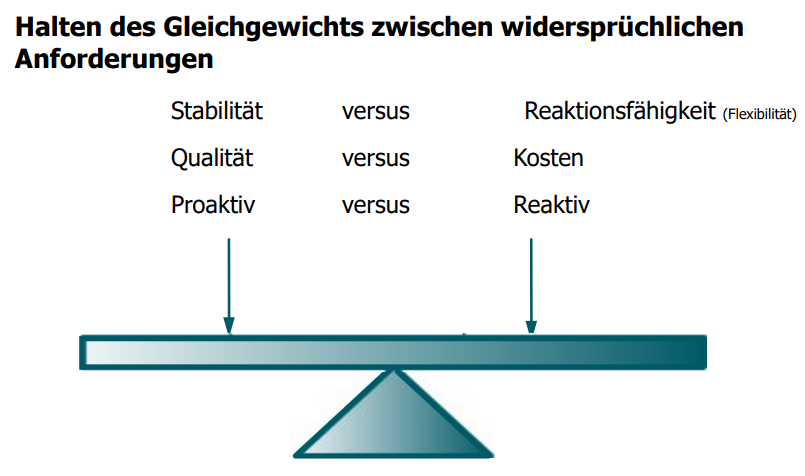 Halten des Gleichgewichts zwischen widersprüchlichen
Anforderungen
Stabilität versus Reaktionsfähigkeit (Flexibilität)
Qualität versus Kosten
Proaktiv versus Reaktiv